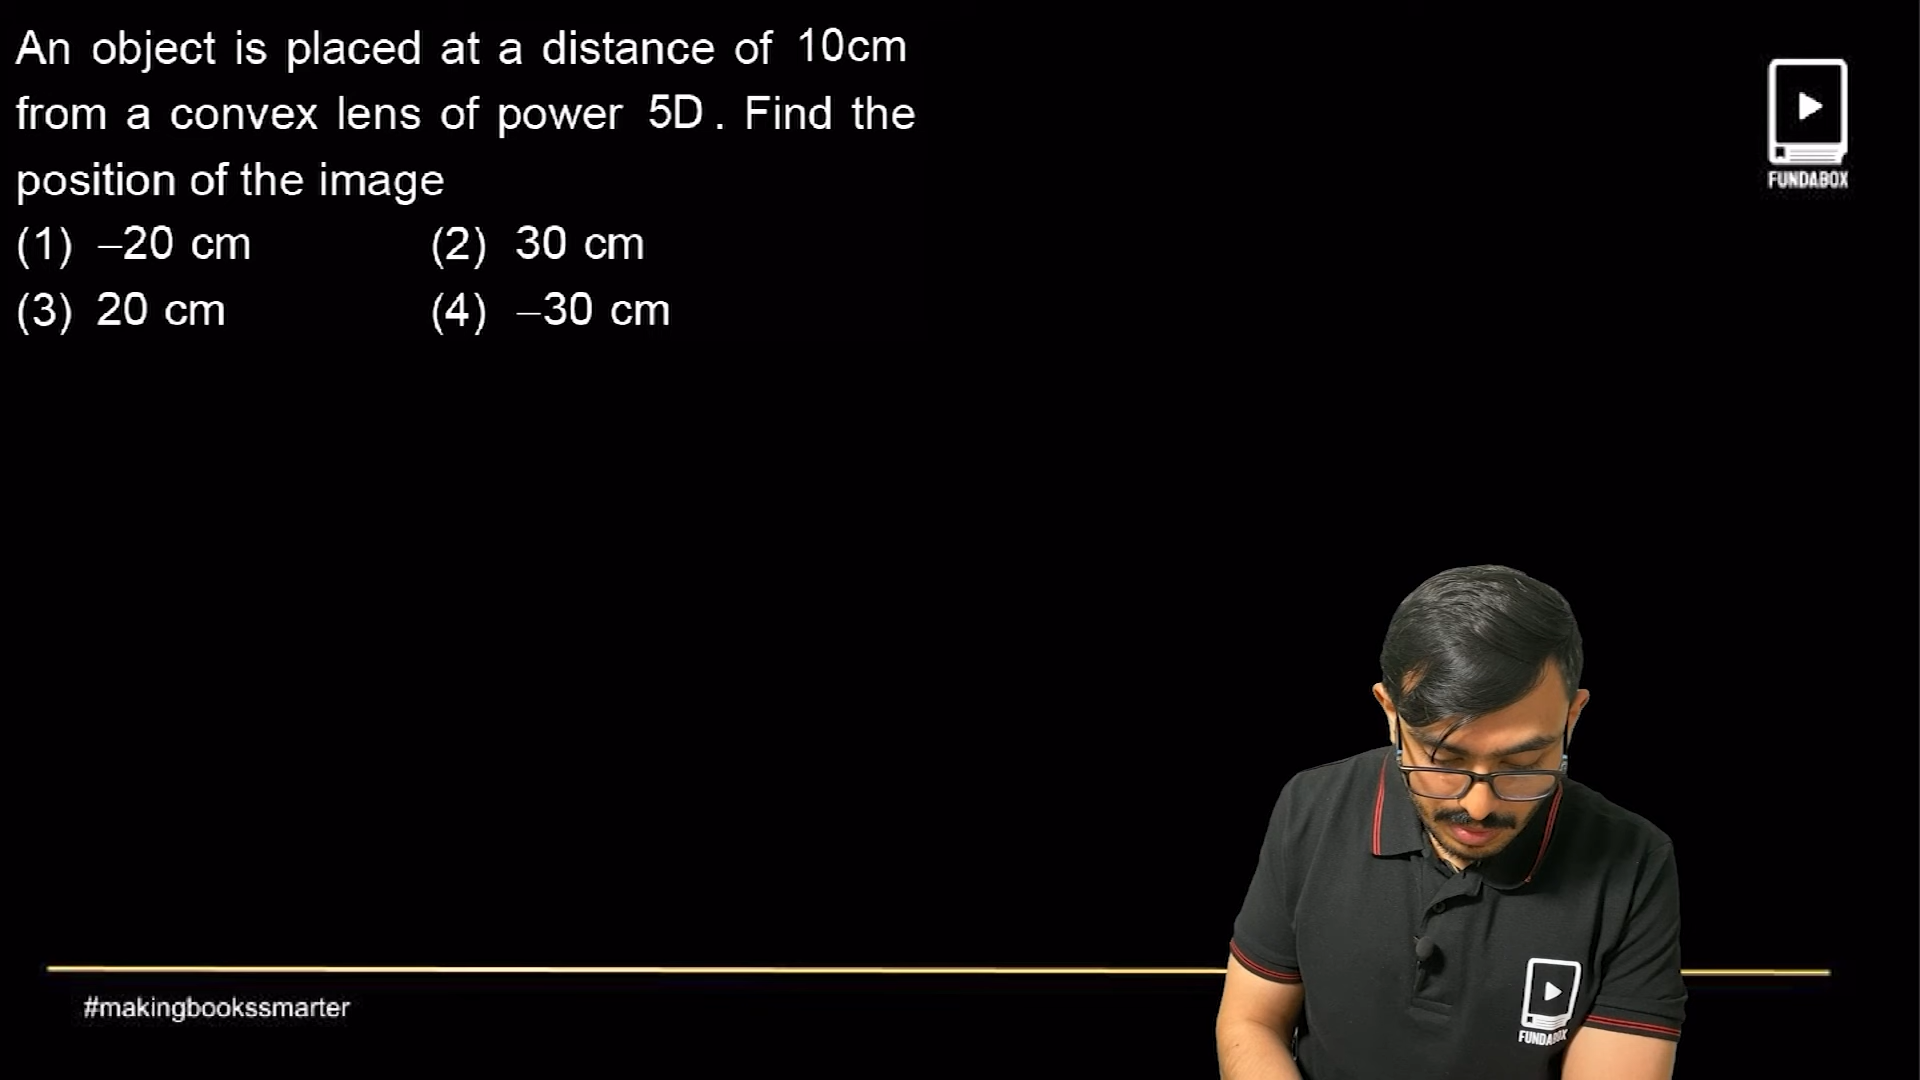 An object is placed at a distance of 10cm
from a convex lens of power 5D. Find the
position of the image
(1) –20 cm (2) 30 cm
(3) 20 cm (4) –30 cm
FUNDABOX
#makingbookssmarter
FUNDABOX